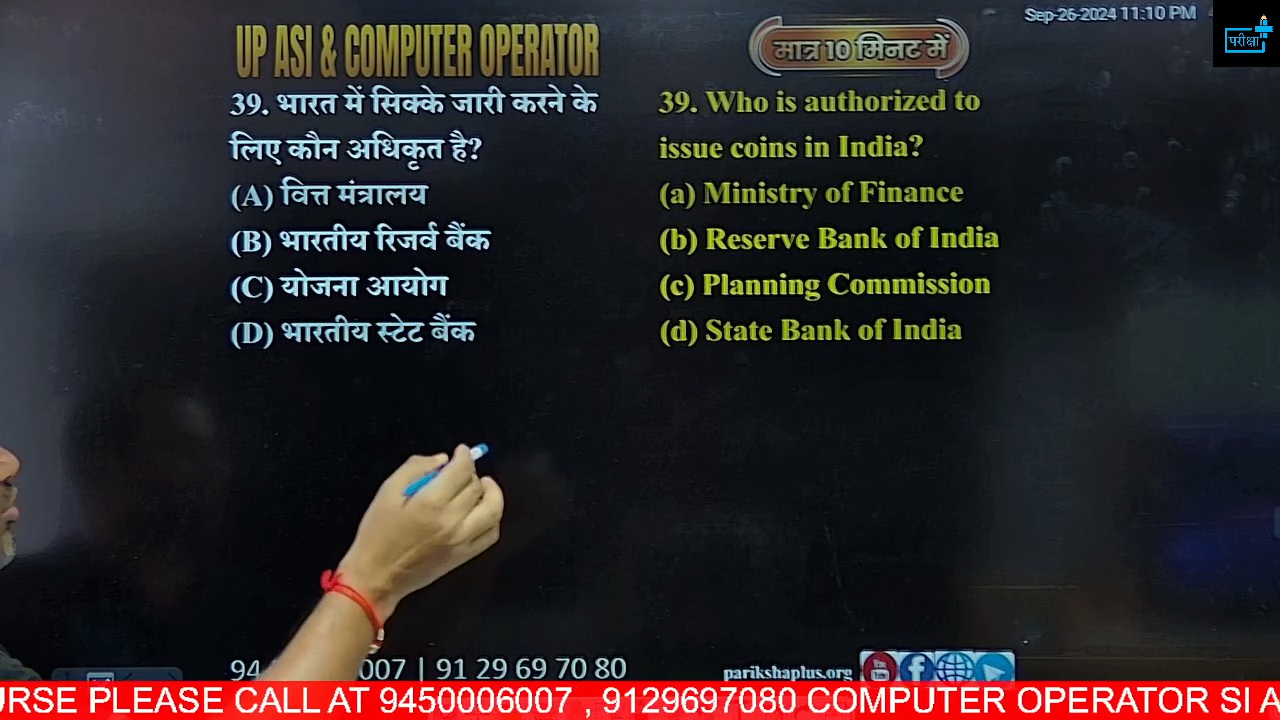 Sep-26-2024 11:10 PM
परीक्षा
UP ASI & COMPUTER OPERATOR
मात्र 10 मिनट में
39. भारत में सिक्के जारी करने के
लिए कौन अधिकृत है?
(A) वित्त मंत्रालय
(B) भारतीय रिजर्व बैंक
(C) योजना आयोग
(D) भारतीय स्टेट बैंक
39. Who is authorized to
issue coins in India?
(a) Ministry of Finance
(b) Reserve Bank of India
(c) Planning Commission
(d) State Bank of India
94 007 | 91 29 69 70 80
parikshaplus.org
URSE PLEASE CALL AT 9450006007 , 9129697080 COMPUTER OPERATOR SI A